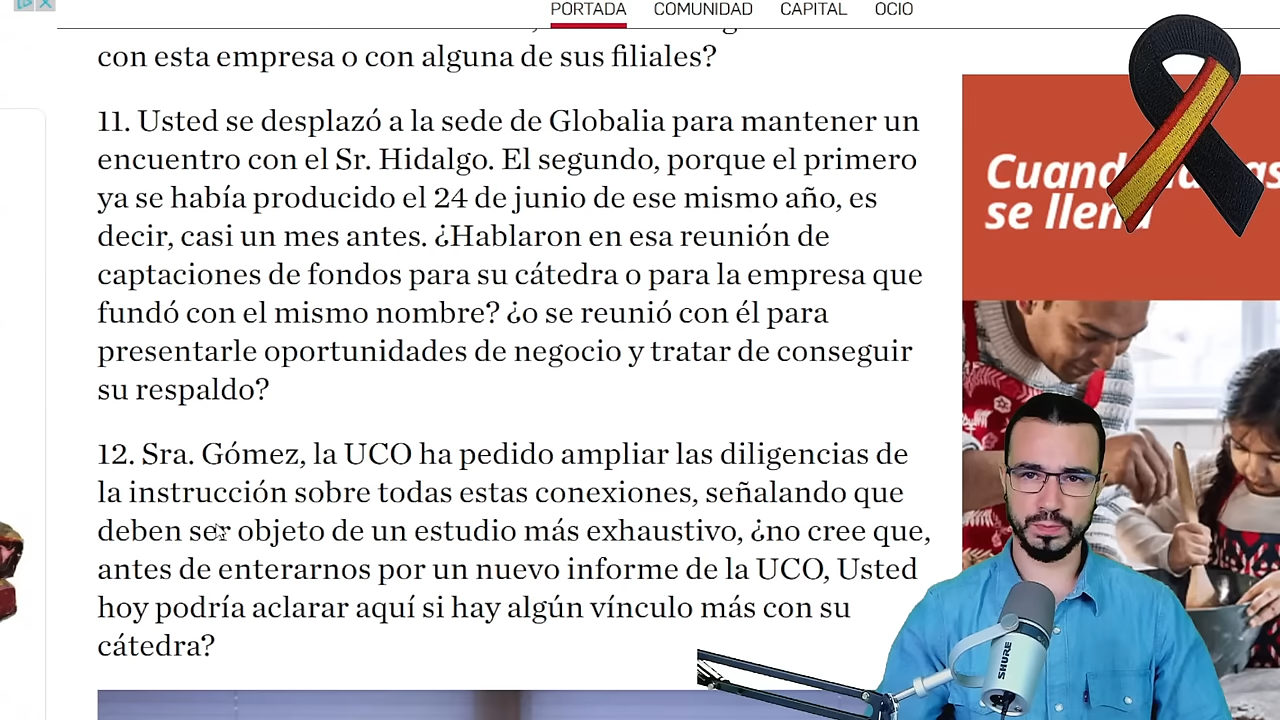 PORTADA COMUNIDAD CAPITAL OCIO
con esta empresa o con alguna de sus filiales?
11. Usted se desplazó a la sede de Globalia para mantener un
encuentro con el Sr. Hidalgo. El segundo, porque el primero
ya se había producido el 24 de junio de ese mismo año, es
decir, casi un mes antes. ¿Hablaron en esa reunión de
captaciones de fondos para su cátedra o para la empresa que
fundó con el mismo nombre? ¿o se reunió con él para
presentarle oportunidades de negocio y tratar de conseguir
su respaldo?
12. Sra. Gómez, la UCO ha pedido ampliar las diligencias de
la instrucción sobre todas estas conexiones, señalando que
deben ser objeto de un estudio más exhaustivo, ¿no cree que,
antes de enterarnos por un nuevo informe de la UCO, Usted
hoy podría aclarar aquí si hay algún vínculo más con su
cátedra?
se
SHURE